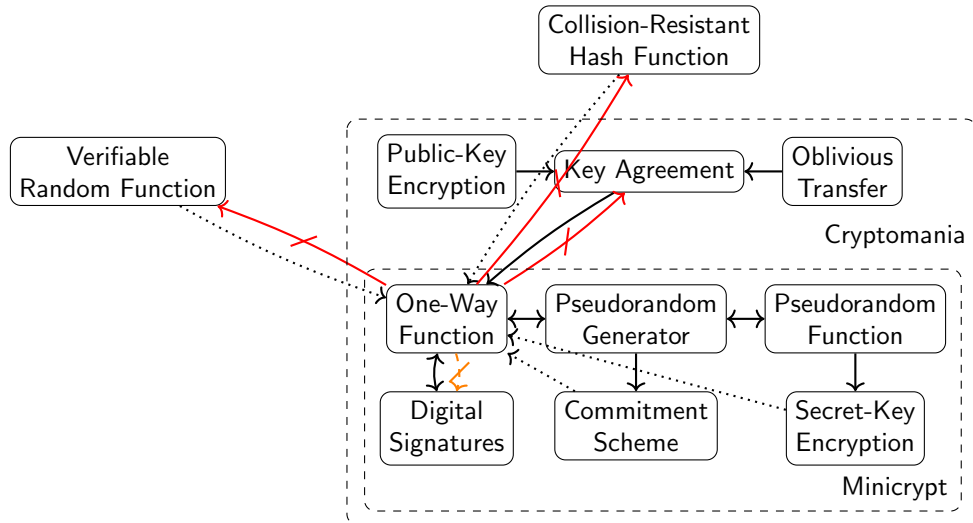 Collision-Resistant
Hash Function
Verifiable
Random Function
Public-Key
Encryption
Key Agreement
Oblivious
Transfer
Cryptomania
One-Way
Function
Pseudorandom
Generator
Pseudorandom
Function
Digital
Signatures
Commitment
Scheme
Secret-Key
Encryption
Minicrypt